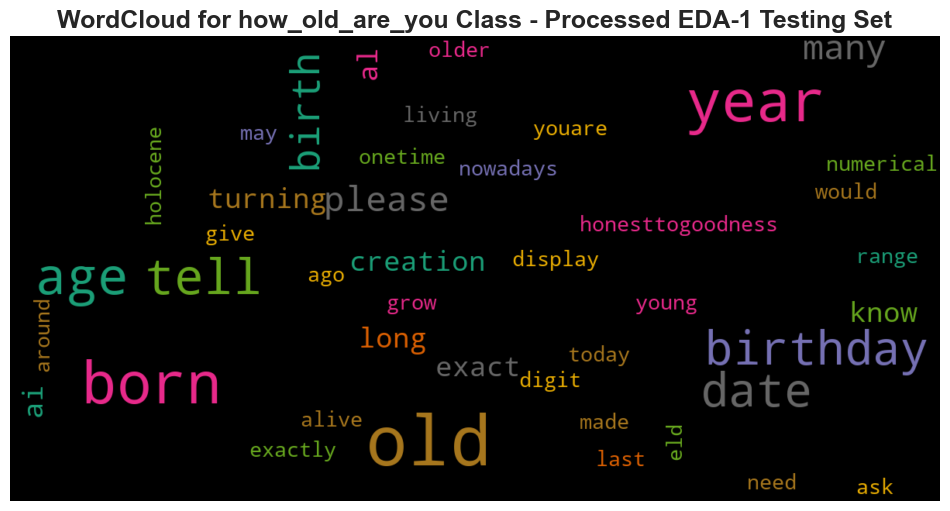 WordCloud for how_old_are_you Class - Processed EDA-1 Testing Set
older
many
al
birth
year
living
youare
may
holocene
onetime
nowadays
numerical
turning
please
would
honesttogoodness
give
age
tell
ago
creation
display
range
around
grow
young
know
long
birthday
born
exact
today
digit
date
ai
alive
old
made
exactly
last
eld
need
ask